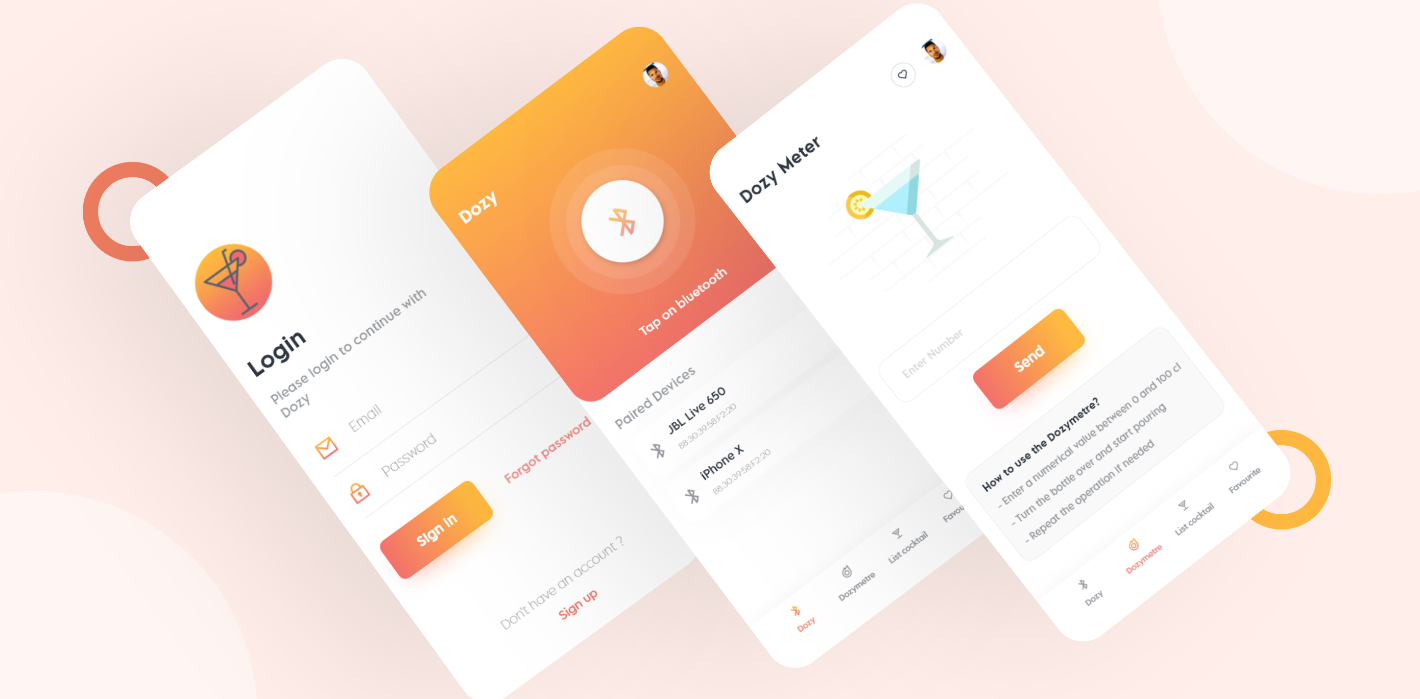 Login
Please login to continue with
Dozy
Email
Password
Forgot password
Sign in
Don't have an account ?
Sign up
Dozy
Tap on bluetooth
Paired Devices
JBL Live 650
88:30:39:58:F2:20
iPhone X
88:30:39:58:F2:20
Dozy
Dozymetre
List cocktail
Favou
Dozy Meter
Enter Number
Send
How to use the Dozymetre?
- Enter a numerical value between 0 and 100 cl
- Turn the bottle over and start pouring
- Repeat the operation if needed
Dozy
Dozymetre
List cocktail
Favourite